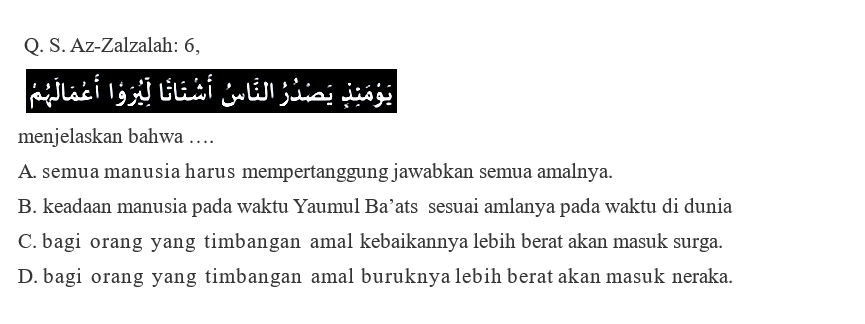 Q. S. Az-Zalzalah: 6,
يَوْمَئِذٍ يَصْدُرُ النَّاسُ أَشْتَاتًا لِّيُرَوْا أَعْمَالَهُمْ
menjelaskan bahwa ….
A. semua manusia harus mempertanggung jawabkan semua amalnya.
B. keadaan manusia pada waktu Yaumul Ba’ats sesuai amlanya pada waktu di dunia
C. bagi orang yang timbangan amal kebaikannya lebih berat akan masuk surga.
D. bagi orang yang timbangan amal buruknya lebih berat akan masuk neraka.